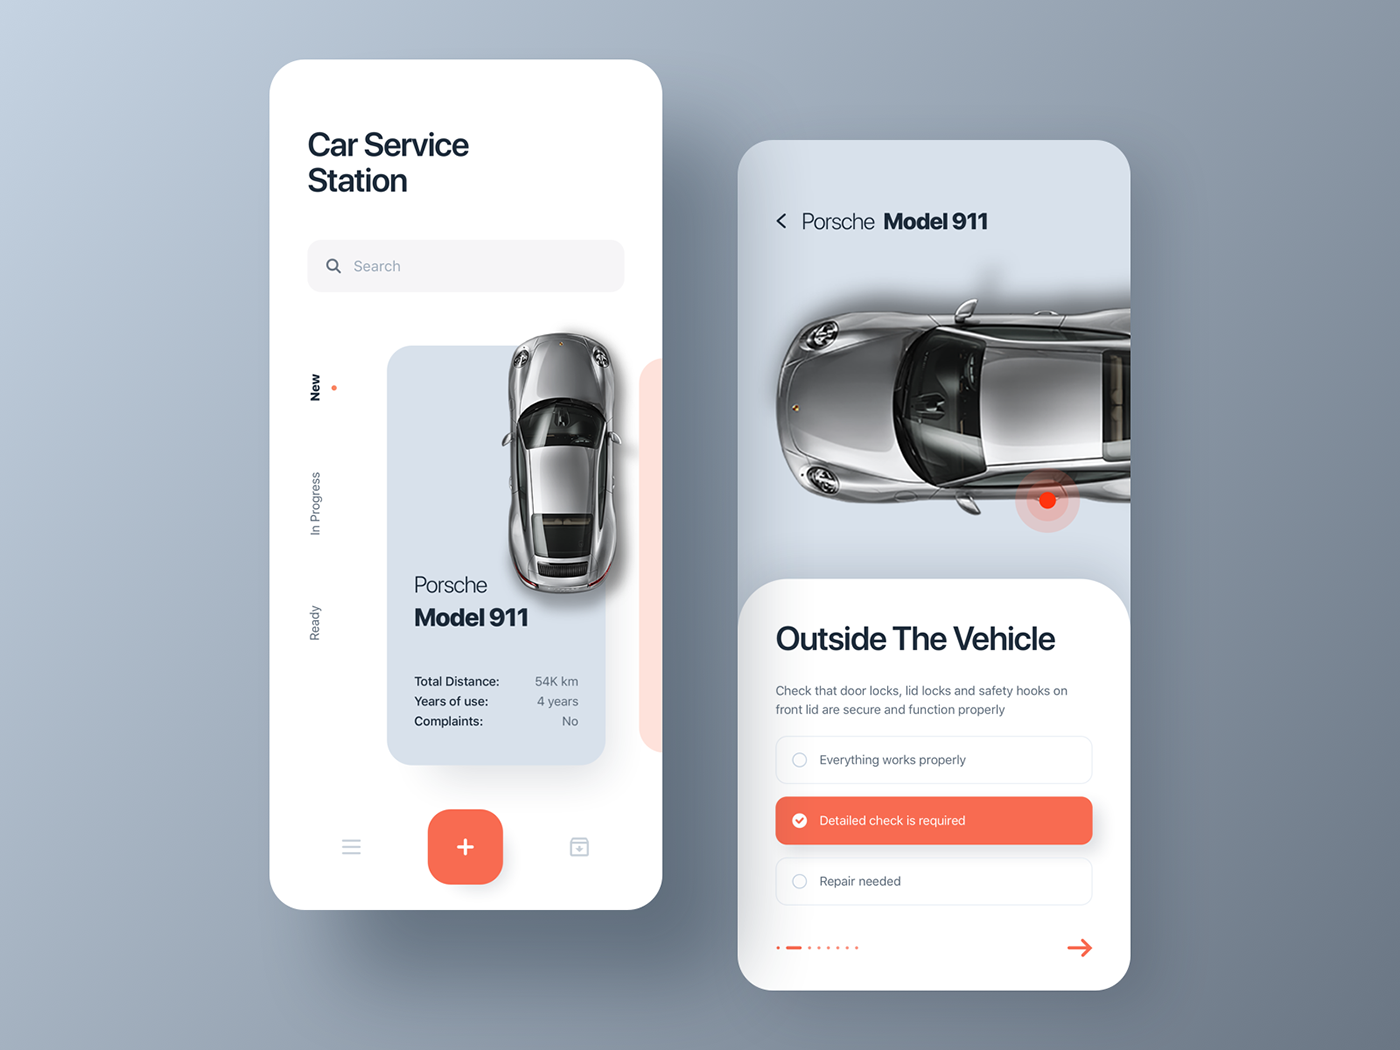 Car Service
Station
Search
New
In Progress
Ready
Porsche
Model 911
Total Distance: 54K km
Years of use: 4 years
Complaints: No
Porsche Model 911
Outside The Vehicle
Check that door locks, lid locks and safety hooks on
front lid are secure and function properly
Everything works properly
Detailed check is required
Repair needed